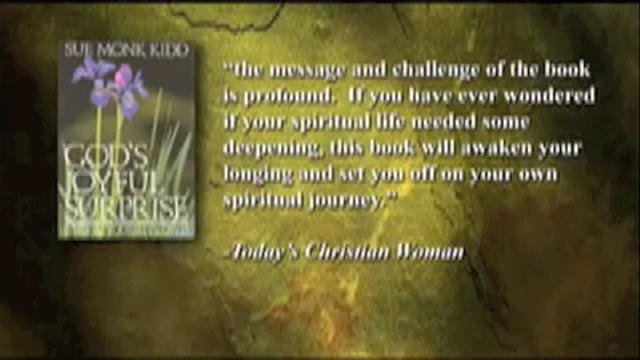 SUE MONK KIDD
GOD'S
JOYFUL
SURPRISE
"the message and challenge of the book
is profound. If you have ever wondered
if your spiritual life needed some
deepening, this book will awaken your
longing and set you off on your own
spiritual journey."
-Today's Christian Woman